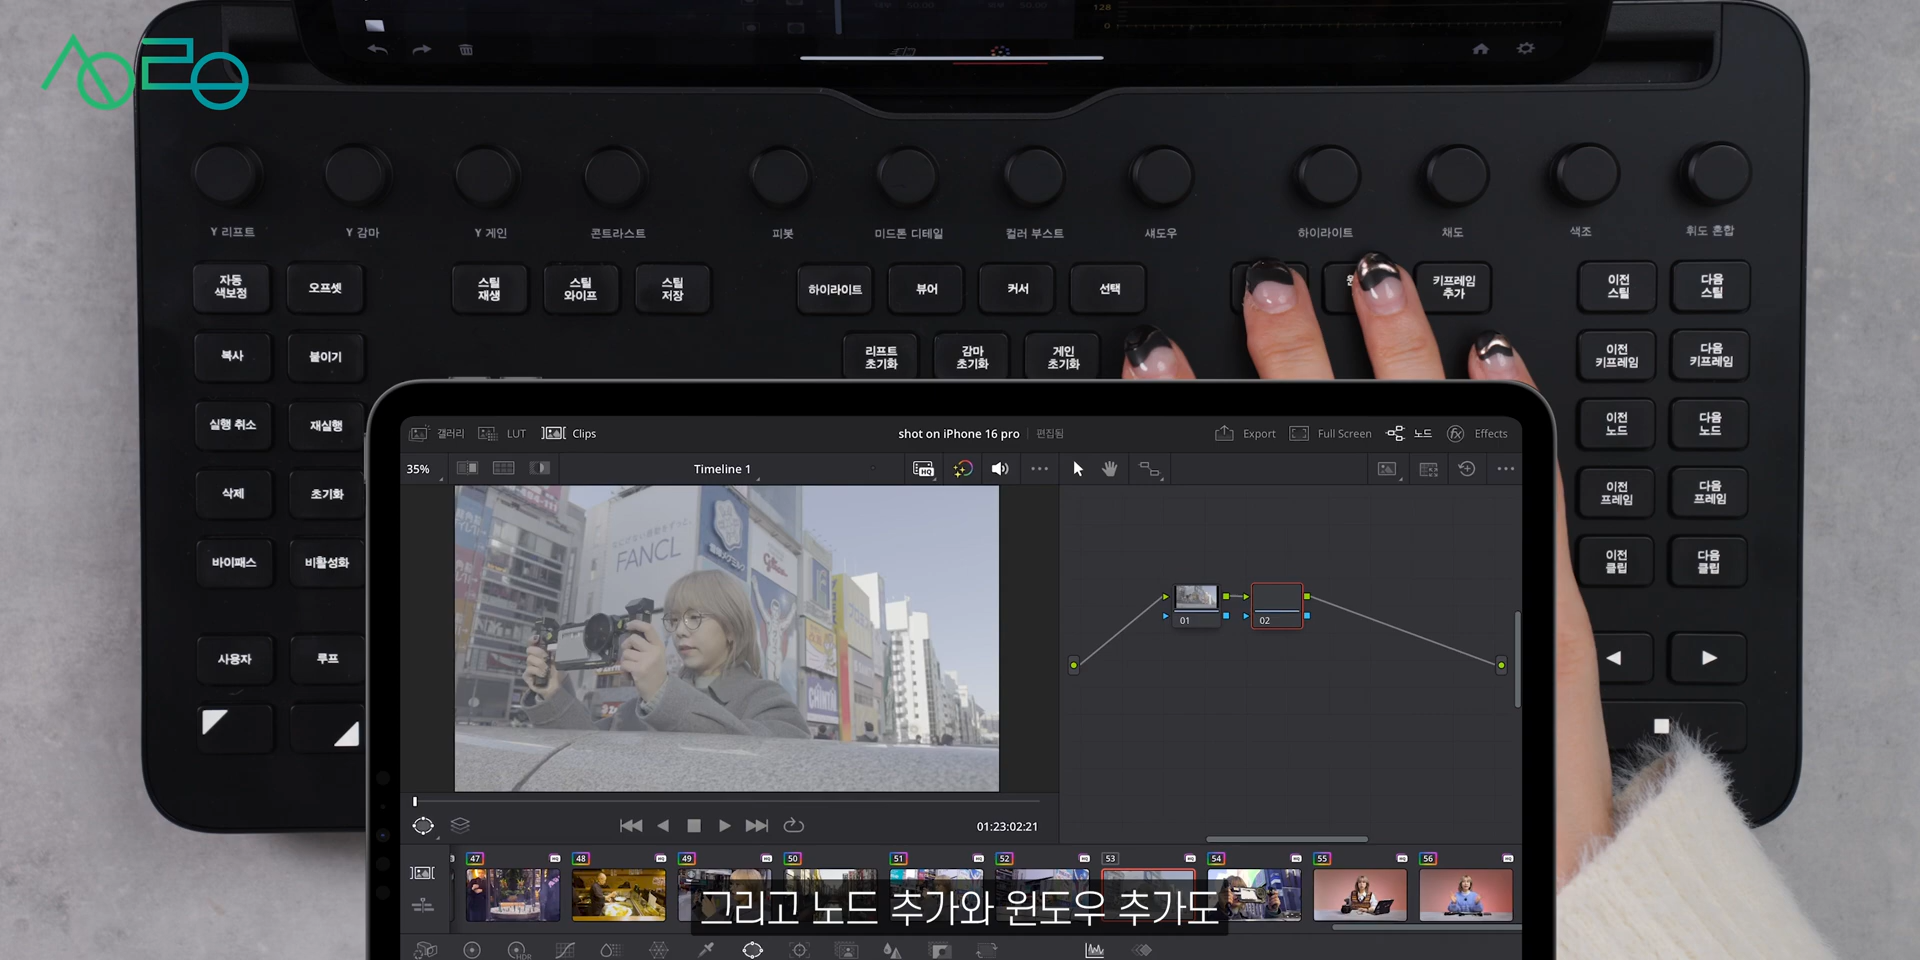 128
0
AO2O
Y 리프트
Y 감마
Y 게인
콘트라스트
피봇
미드톤 디테일
컬러 부스트
섀도우
하이라이트
채도
색조
휘도 혼합
자동
색보정
오프셋
스틸
재생
스틸
와이프
스틸
저장
하이라이트
뷰어
커서
선택
키프레임
추가
이전
스틸
다음
스틸
복사
붙이기
리프트
초기화
감마
초기화
게인
초기화
이전
키프레임
다음
키프레임
실행 취소
재실행
이전
노드
다음
노드
삭제
초기화
이전
프레임
다음
프레임
바이패스
비활성화
이전
클립
다음
클립
사용자
루프
갤러리
LUT
Clips
shot on iPhone 16 pro
편집됨
Export
Full Screen
노드
Effects
35%
Timeline 1
HQ
FANCL
Glico
01
02
01:23:02:21
47
48
49
50
51
52
53
54
55
56
HDR
그리고 노드 추가와 윈도우 추가도